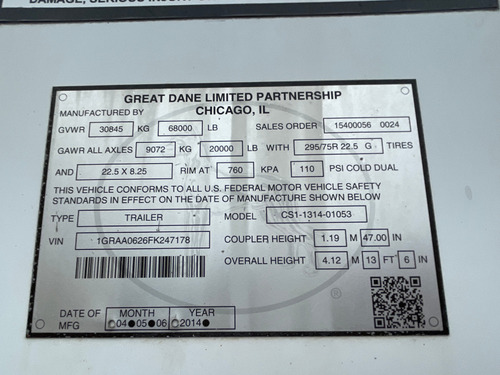 DAMAGE, SERIOUS INJURY
GREAT DANE LIMITED PARTNERSHIP
MANUFACTURED BY CHICAGO, IL
GVWR 30845 KG 68000 LB SALES ORDER 15400056 0024
GAWR ALL AXLES 9072 KG 20000 LB WITH 295/75R 22.5 G TIRES
AND 22.5 X 8.25 RIM AT 760 KPA 110 PSI COLD DUAL
THIS VEHICLE CONFORMS TO ALL U.S. FEDERAL MOTOR VEHICLE SAFETY
STANDARDS IN EFFECT ON THE DATE OF MANUFACTURE SHOWN BELOW.
TYPE TRAILER MODEL CS1-1314-01053
VIN 1GRAA0626FK247178 COUPLER HEIGHT 1.19 M 47.00 IN
OVERALL HEIGHT 4.12 M 13 FT 6 IN
DATE OF MFG MONTH YEAR
04 05 06 2014
®